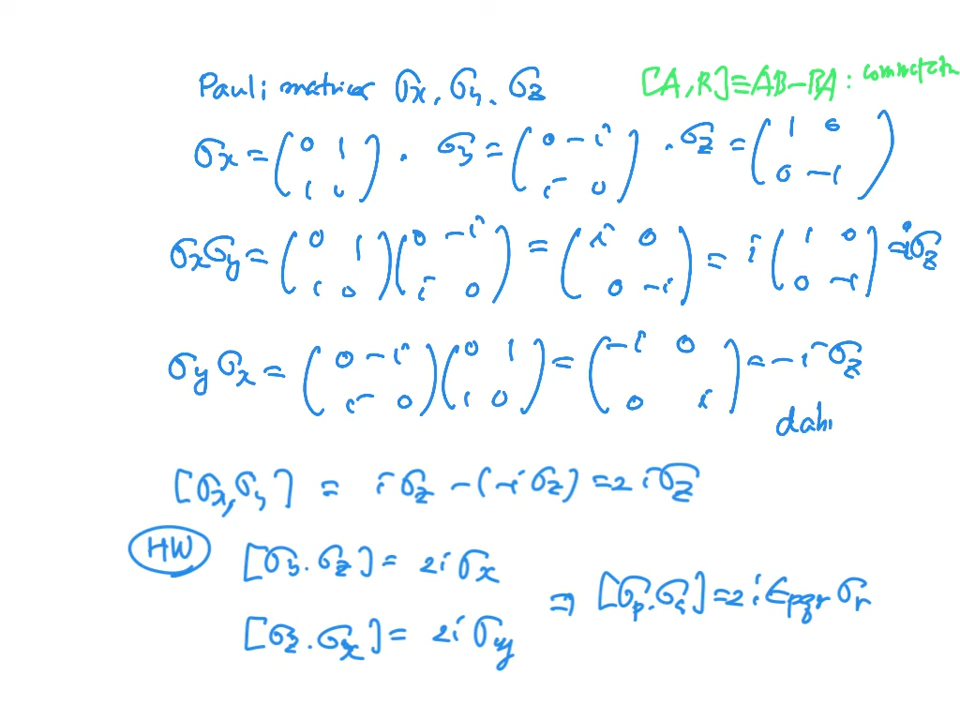 Pauli matrices σx, σy, σz [A,B]≡AB−BA : commutator
σx = (0 1; 1 0) . σy = (0 −i; i 0) . σz = (1 0; 0 −1)
σxσy = (0 1; 1 0)(0 −i; i 0) = (i 0; 0 −i) = i(1 0; 0 −1) = iσz
σyσx = (0 −i; i 0)(0 1; 1 0) = (−i 0; 0 i) = −iσz
[σx,σy] = iσz −(−iσz) = 2iσz
HW [σy.σz] = 2iσx
⇒ [σp.σq] = 2iϵpqrσr
[σz.σx] = 2iσy